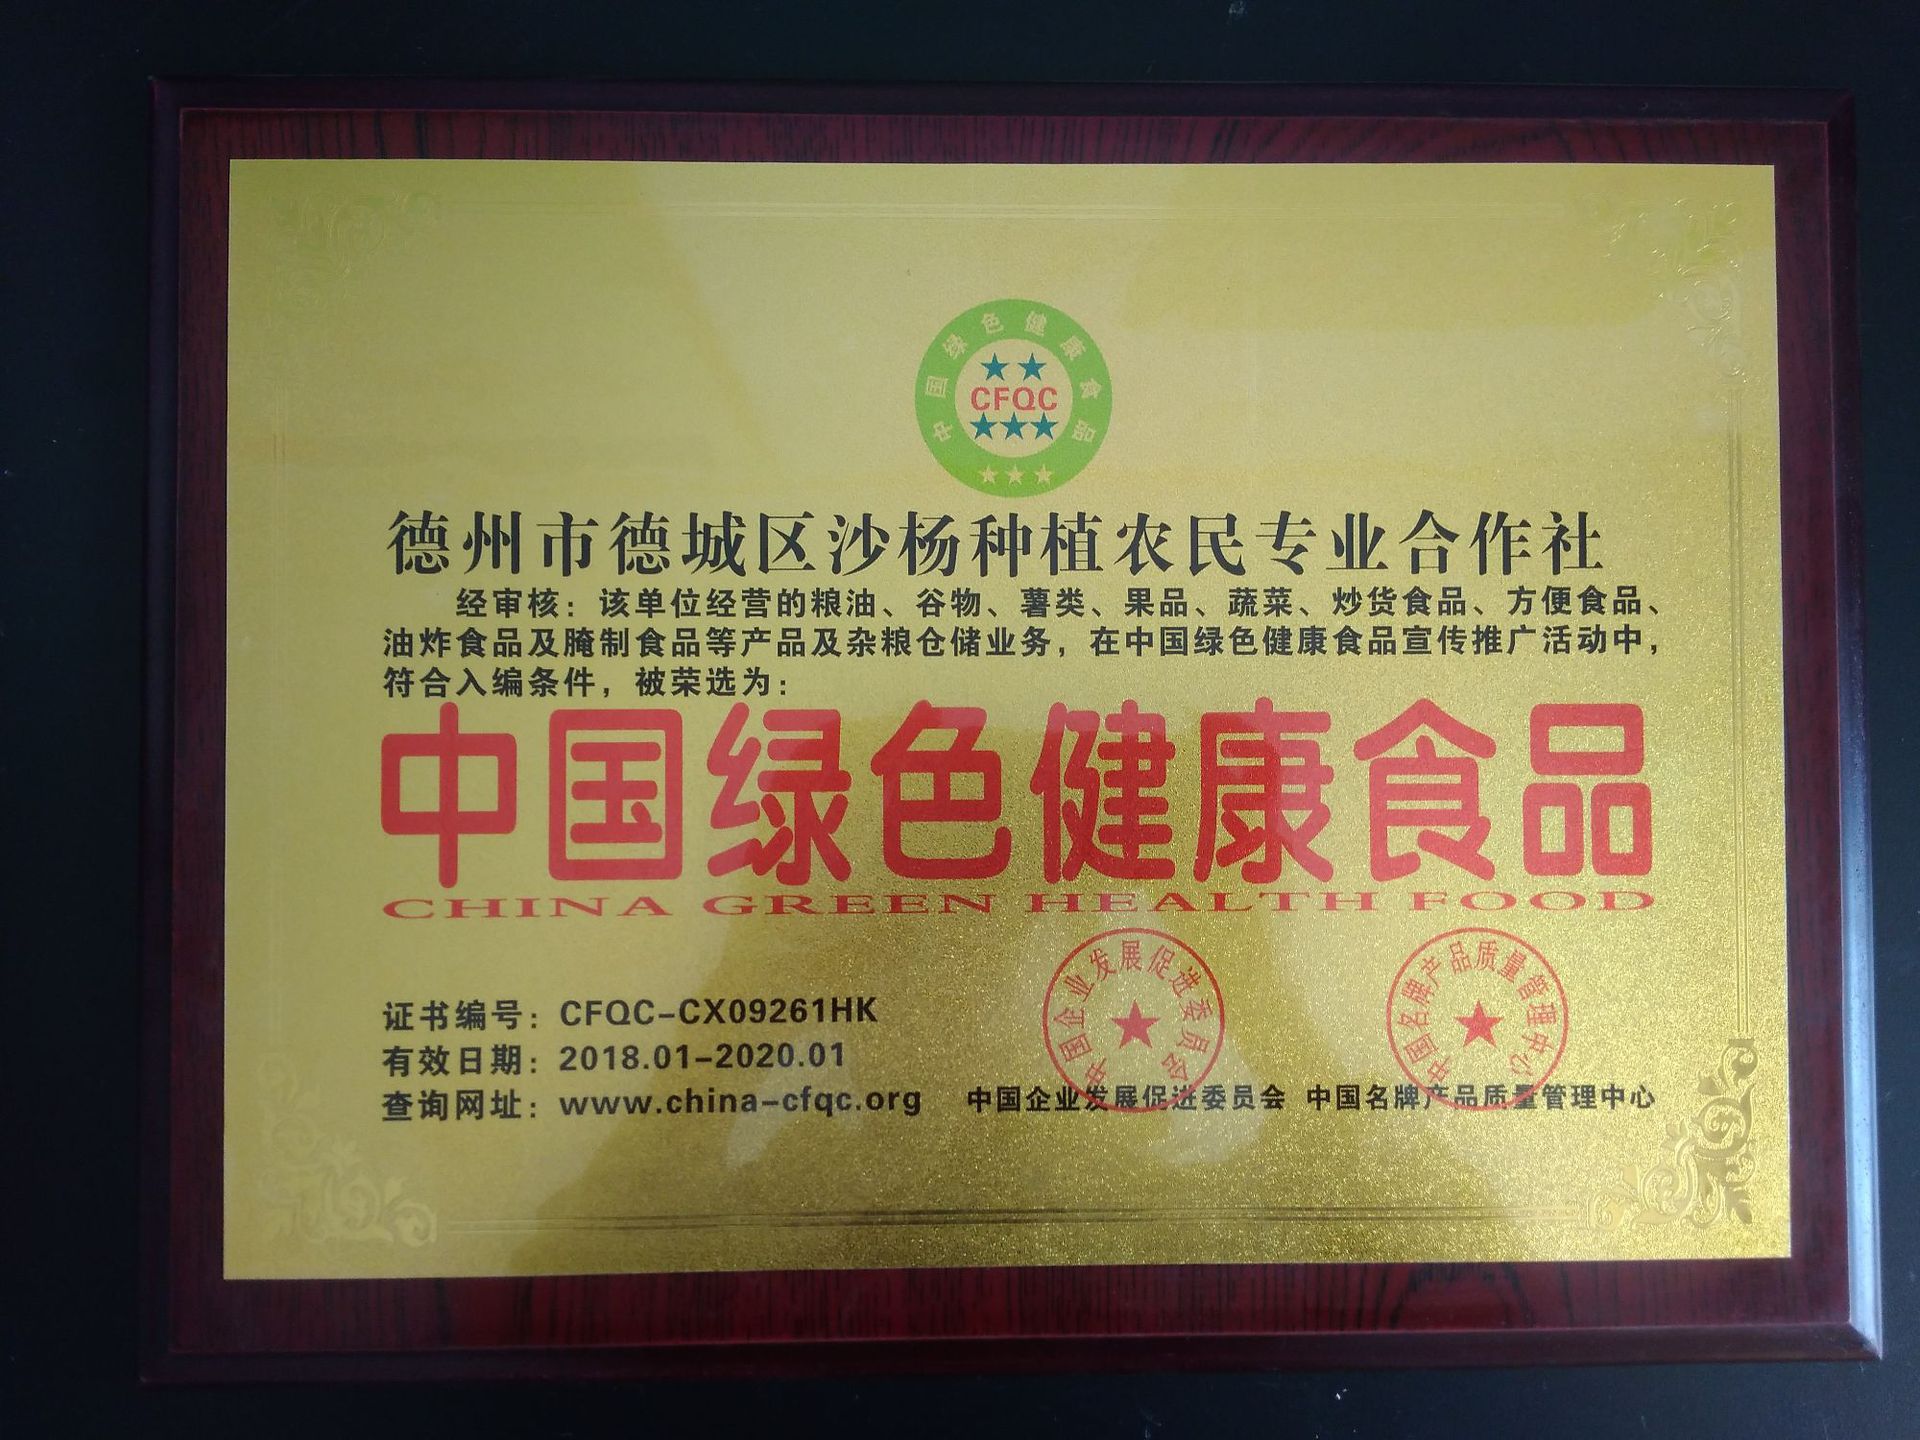 中国绿色健康食品
CFQC
德州市德城区沙杨种植农民专业合作社
经审核：该单位经营的粮油、谷物、薯类、果品、蔬菜、炒货食品、方便食品、
油炸食品及腌制食品等产品及杂粮仓储业务，在中国绿色健康食品宣传推广活动中，
符合入编条件，被荣选为：
中国绿色健康食品
CHINA GREEN HEALTH FOOD
中国企业发展促进委员会
中国名牌产品质量管理中心
证书编号：CFQC-CX09261HK
有效日期：2018.01-2020.01
查询网址：www.china-cfqc.org
中国企业发展促进委员会 中国名牌产品质量管理中心